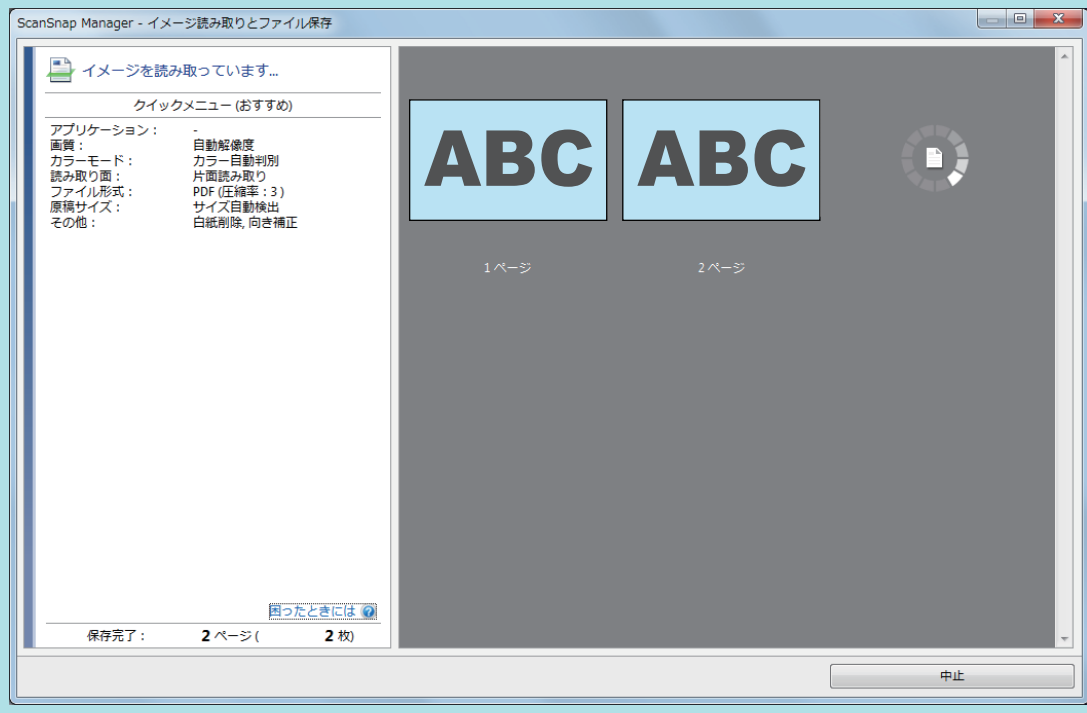 ScanSnap Manager - イメージ読み取りとファイル保存
イメージを読み取っています...
クイックメニュー (おすすめ)
アプリケーション : -
画質 : 自動解像度
カラーモード : カラー自動判別
読み取り面 : 片面読み取り
ファイル形式 : PDF (圧縮率 : 3 )
原稿サイズ : サイズ自動検出
その他 : 白紙削除, 向き補正
困ったときには ?
保存完了 : 2 ページ ( 2 枚)
ABC ABC
1 ページ 2 ページ
中止